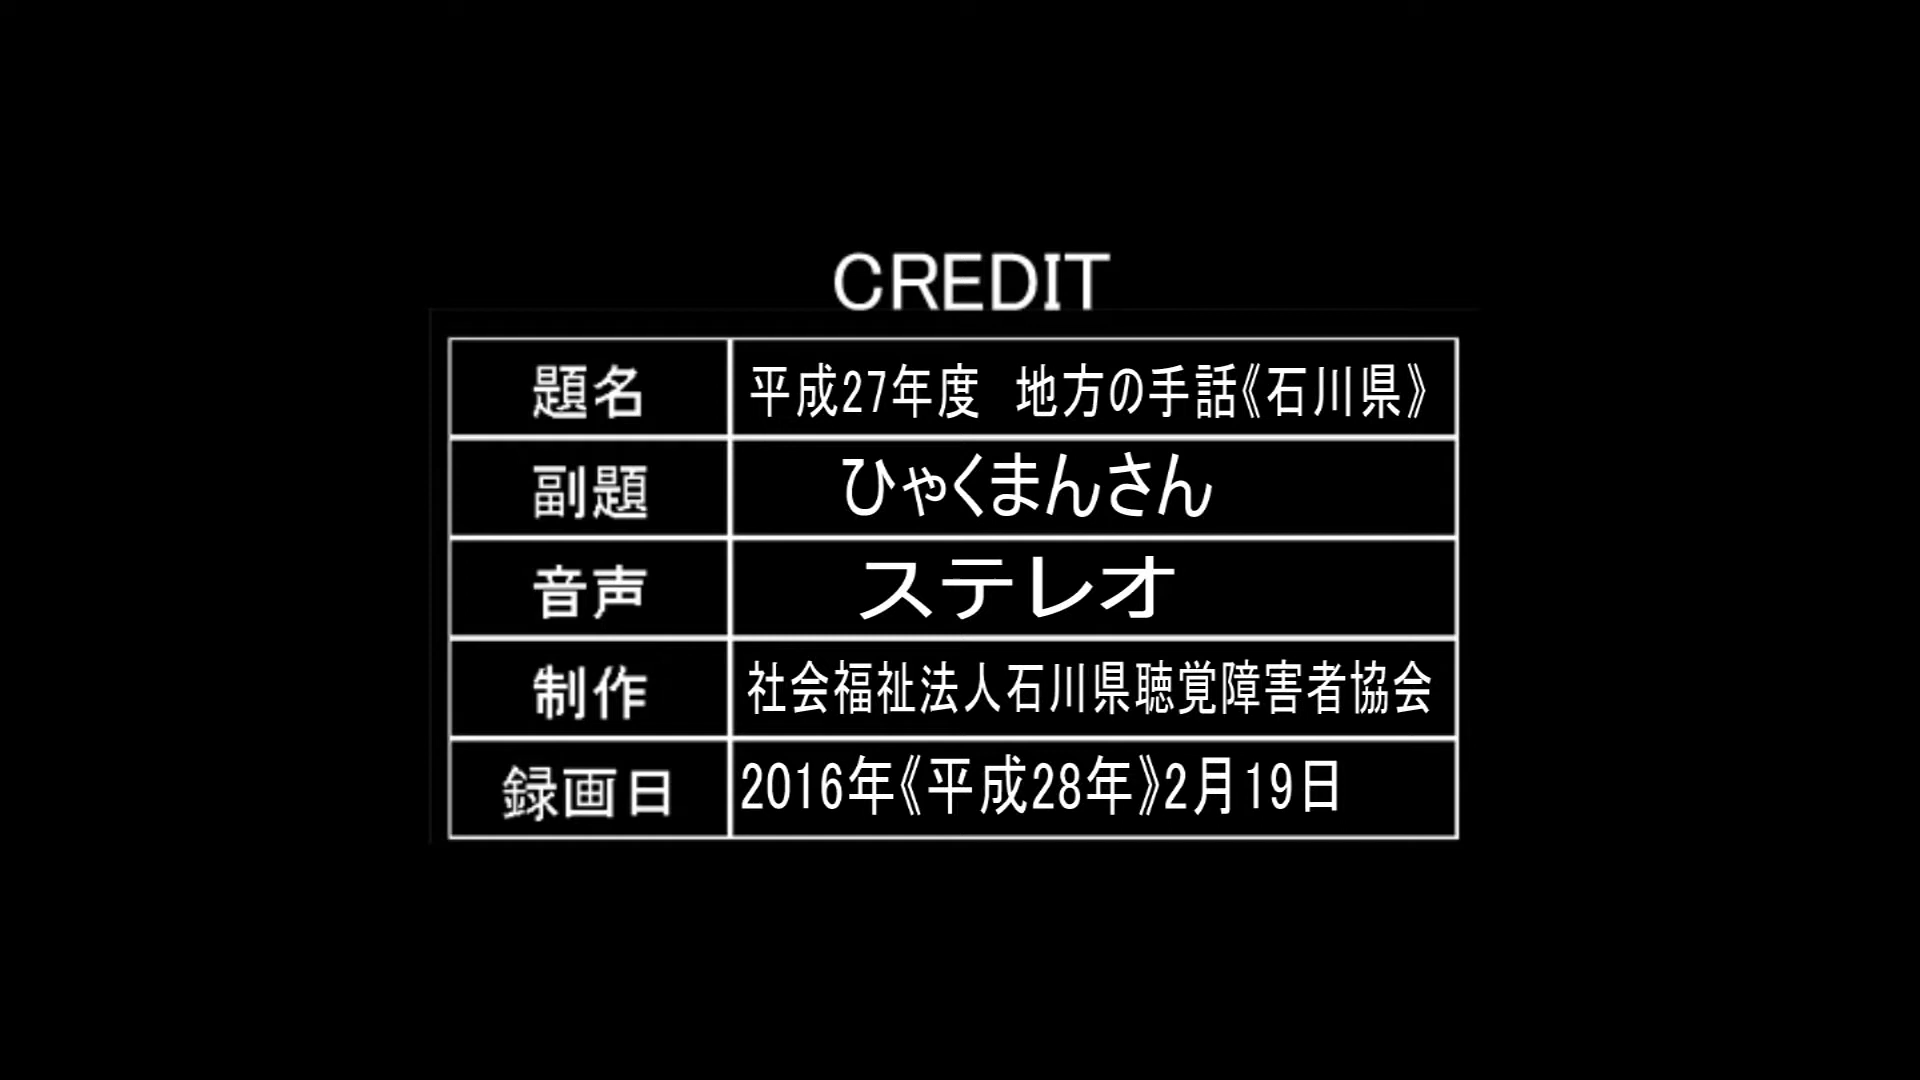 CREDIT
題名 平成27年度　地方の手話《石川県》
副題 ひゃくまんさん
音声 ステレオ
制作 社会福祉法人石川県聴覚障害者協会
録画日 2016年《平成28年》2月19日